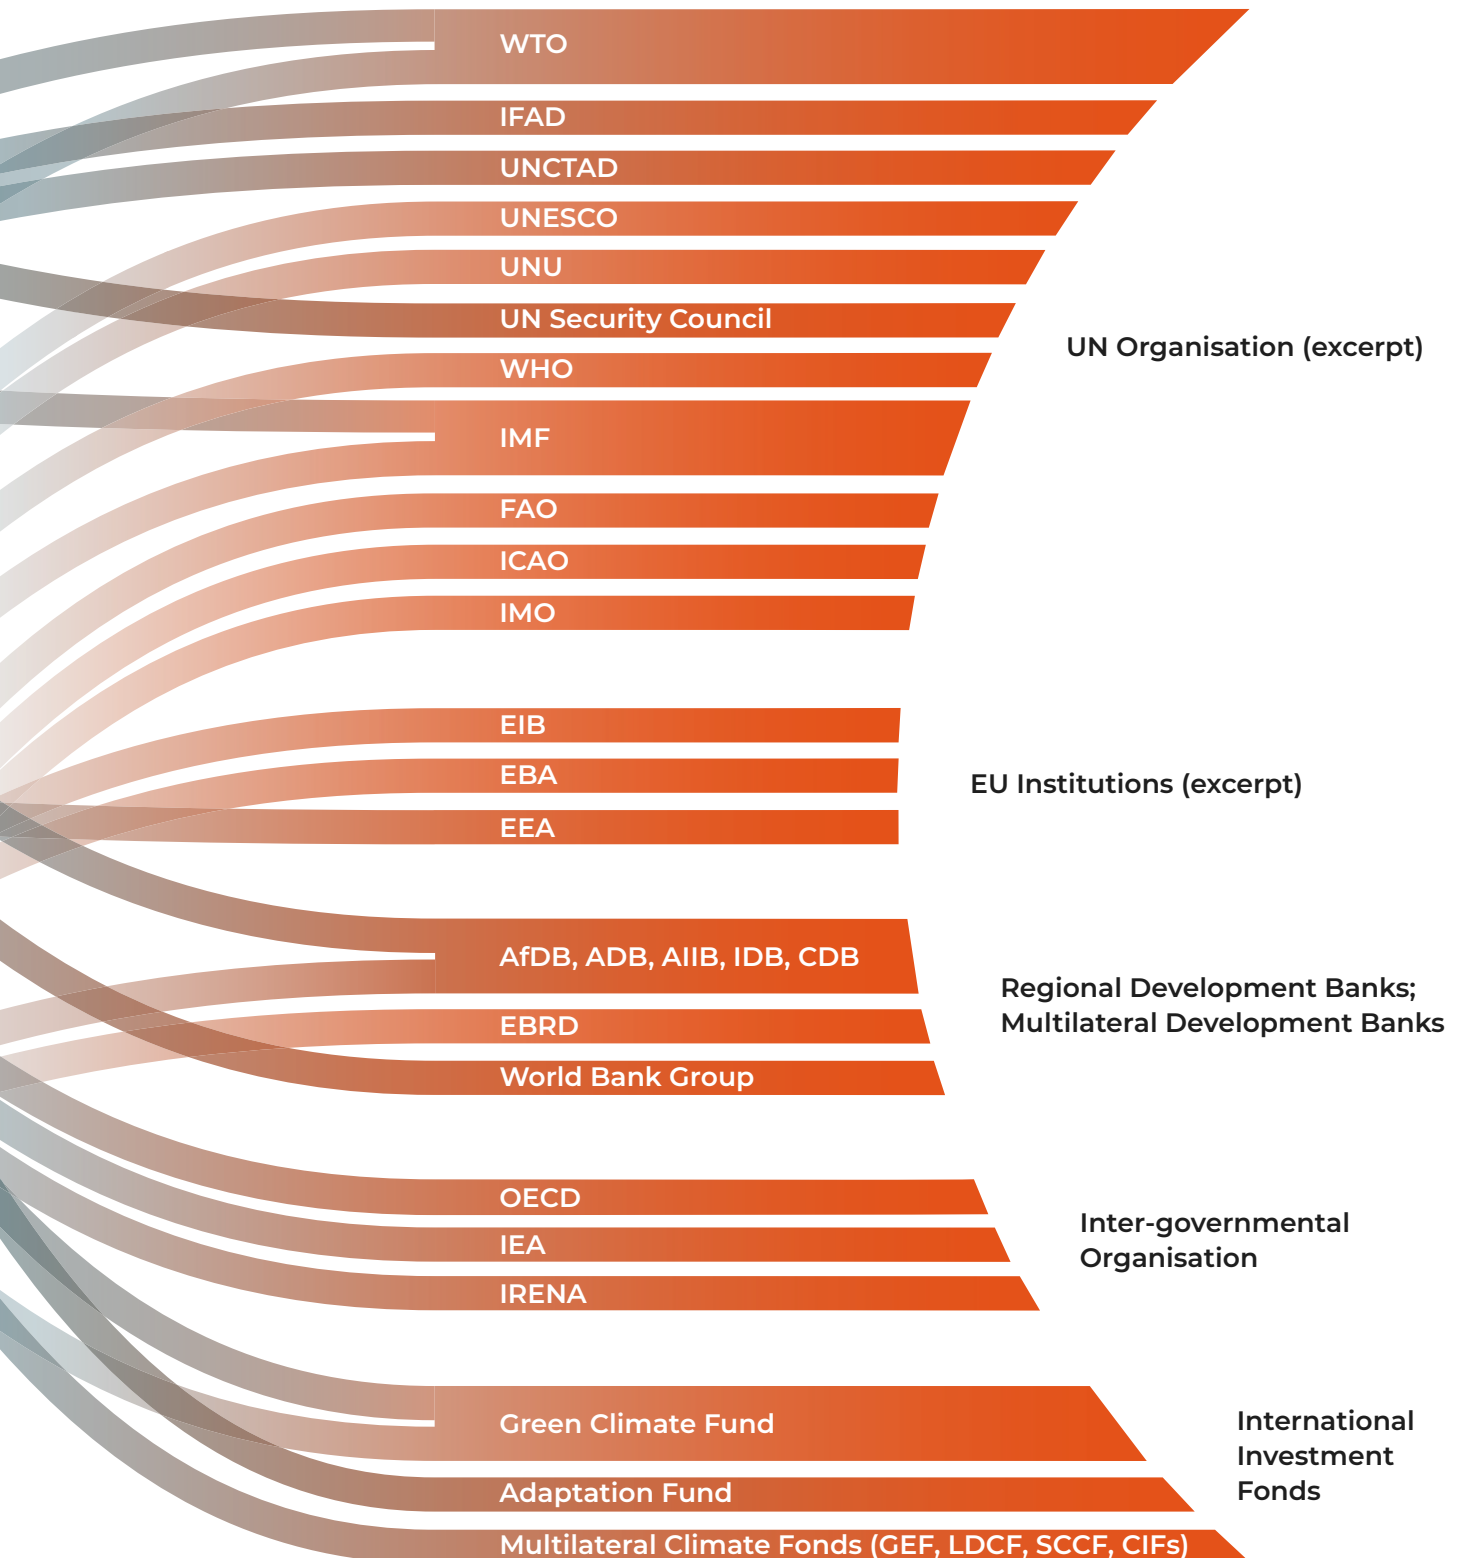 WTO
IFAD
UNCTAD
UNESCO
UNU
UN Security Council
WHO
IMF
FAO
ICAO
IMO
UN Organisation (excerpt)
EIB
EBA
EEA
EU Institutions (excerpt)
AfDB, ADB, AIIB, IDB, CDB
EBRD
World Bank Group
Regional Development Banks;
Multilateral Development Banks
OECD
IEA
IRENA
Inter-governmental
Organisation
Green Climate Fund
Adaptation Fund
Multilateral Climate Fonds (GEF, LDCF, SCCF, CIFs)
International
Investment
Fonds